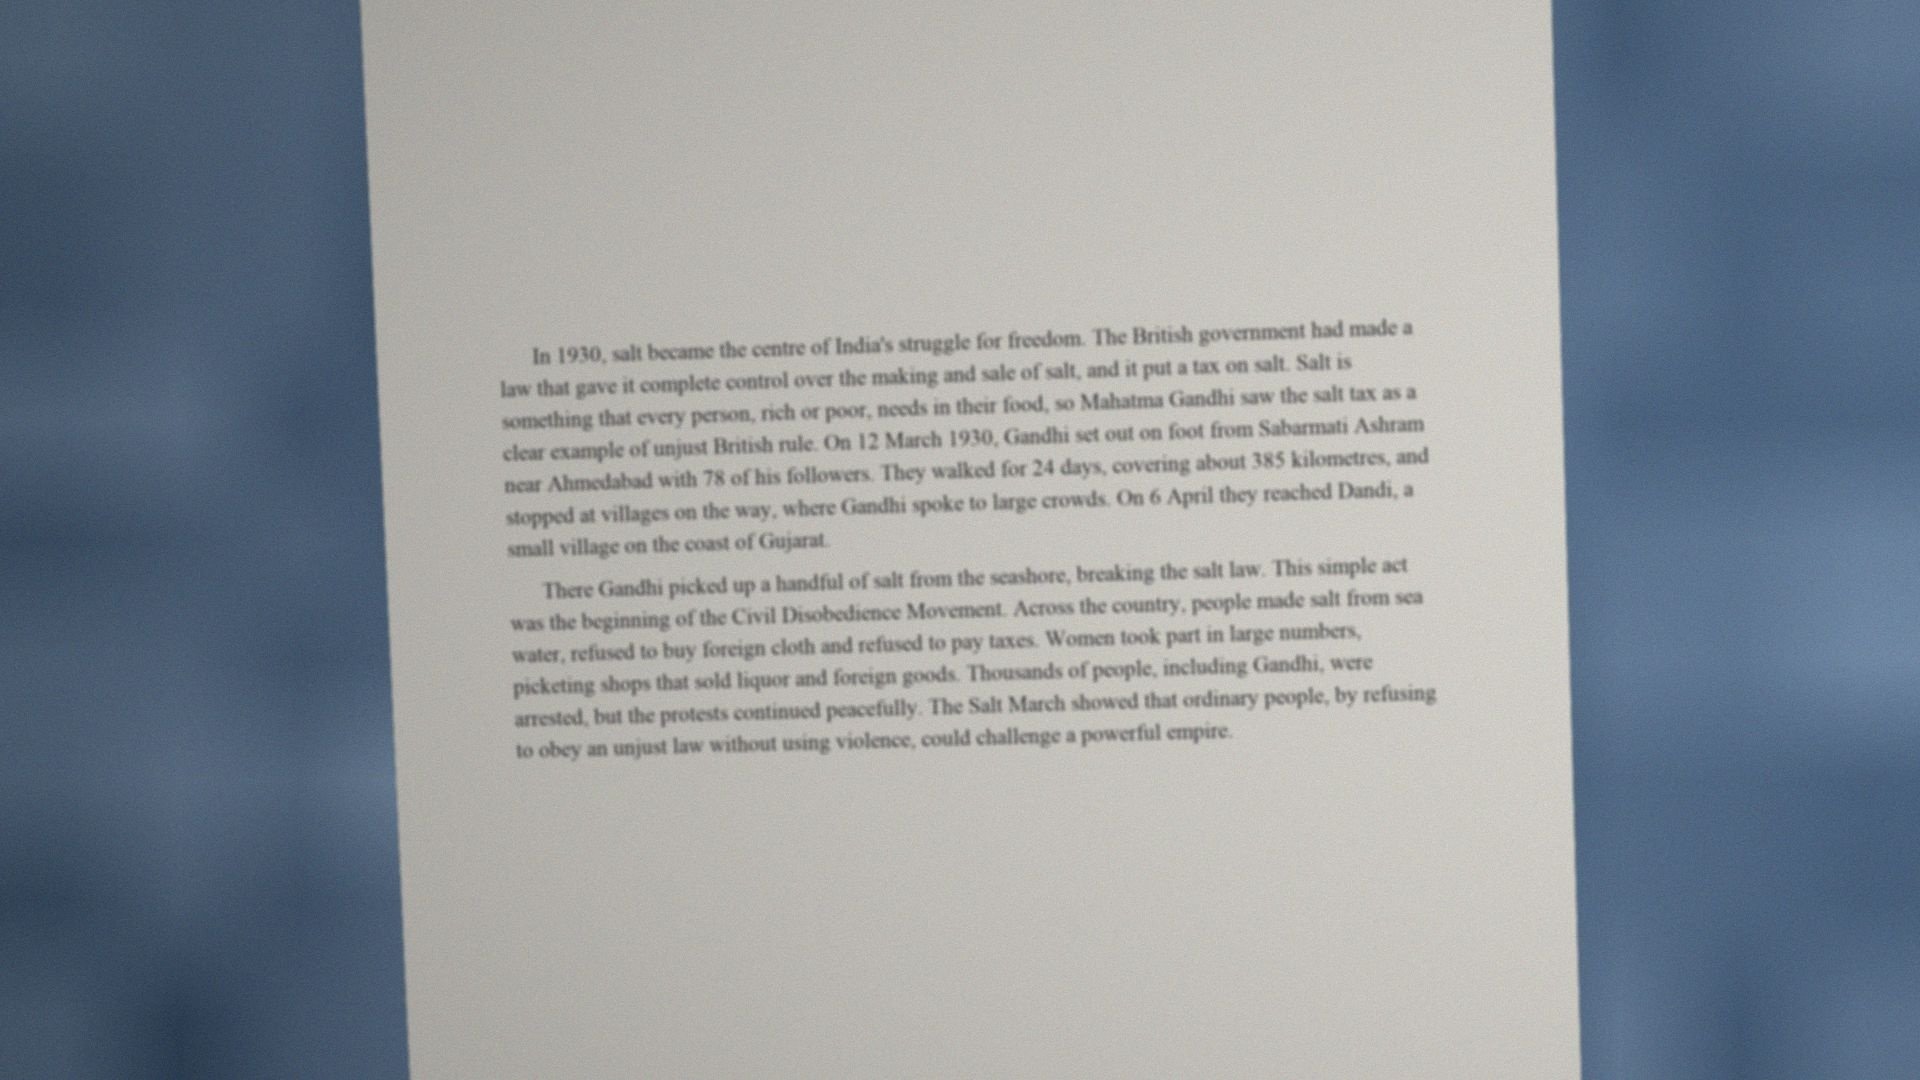 In 1930, salt became the centre of India's struggle for freedom. The British government had made a
law that gave it complete control over the making and sale of salt, and it put a tax on salt. Salt is
something that every person, rich or poor, needs in their food, so Mahatma Gandhi saw the salt tax as a
clear example of unjust British rule. On 12 March 1930, Gandhi set out on foot from Sabarmati Ashram
near Ahmedabad with 78 of his followers. They walked for 24 days, covering about 385 kilometres, and
stopped at villages on the way, where Gandhi spoke to large crowds. On 6 April they reached Dandi, a
small village on the coast of Gujarat.
There Gandhi picked up a handful of salt from the seashore, breaking the salt law. This simple act
was the beginning of the Civil Disobedience Movement. Across the country, people made salt from sea
water, refused to buy foreign cloth and refused to pay taxes. Women took part in large numbers,
picketing shops that sold liquor and foreign goods. Thousands of people, including Gandhi, were
arrested, but the protests continued peacefully. The Salt March showed that ordinary people, by refusing
to obey an unjust law without using violence, could challenge a powerful empire.